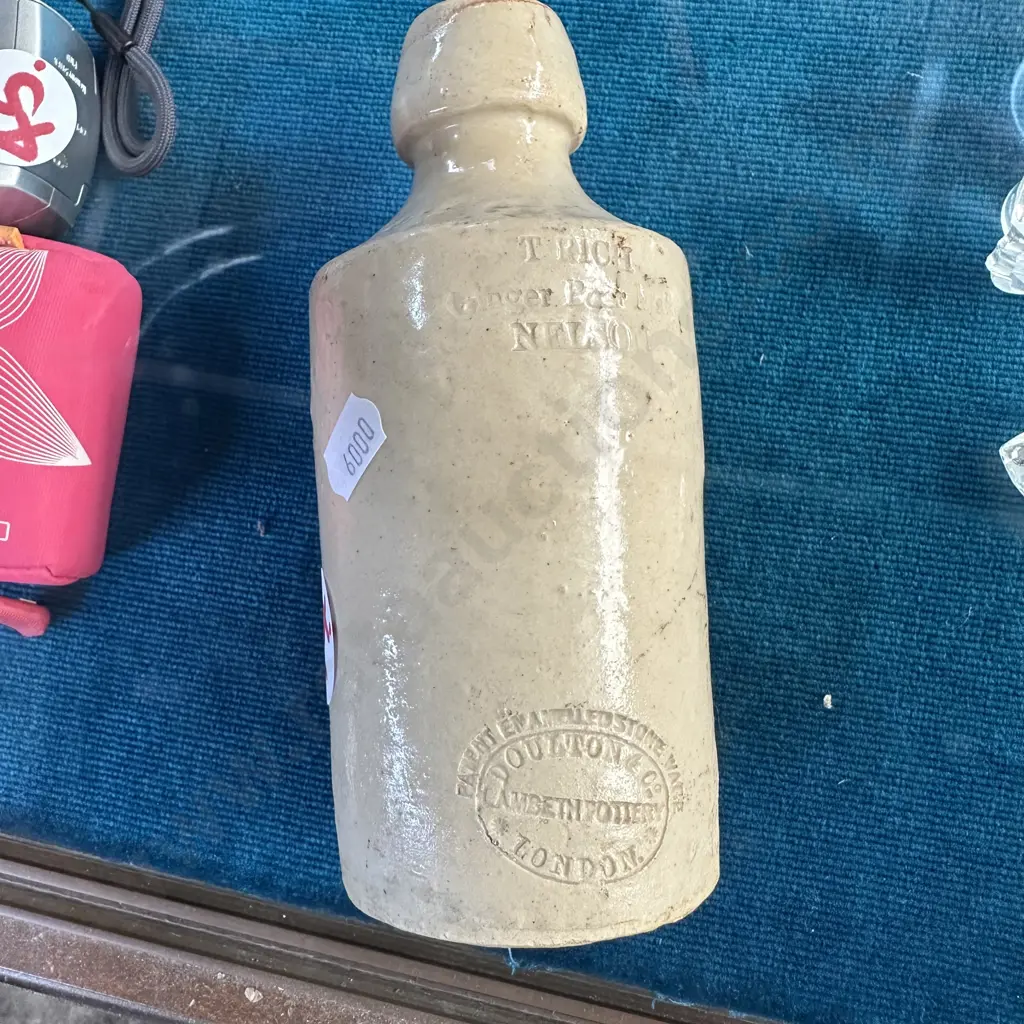 T RICH
NELSON
6000
PATENT ENAMELLED STONE WARE
DOULTON & Co
LAMBETH POTTERY
LONDON.